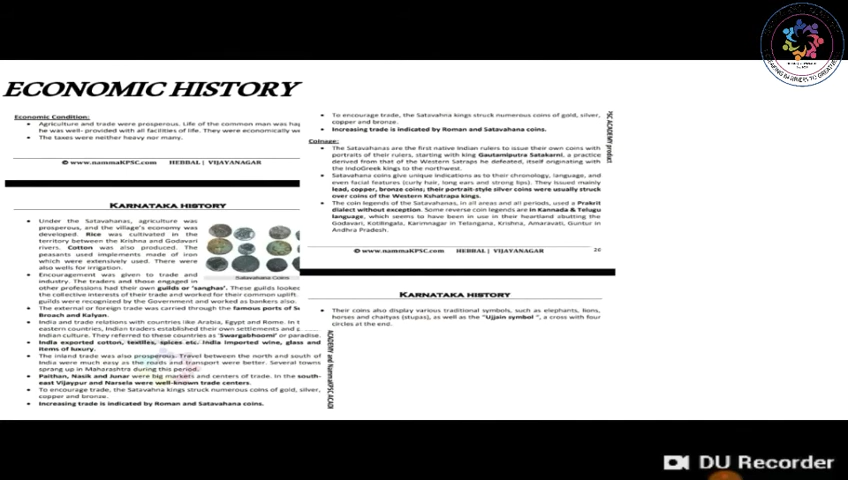 ECONOMIC HISTORY
Economic Condition:
• Agriculture and trade were prosperous. Life of the common man was
he was well- provided with all facilities of life. They were economically
• The taxes were neither heavy nor many.
© www.nammaKPSC.com HEBBAL | VIJAYANAGAR
KARNATAKA HISTORY
• Under the Satavahanas, agriculture was
prosperous, and the village's economy was
developed. Rice was cultivated in the
territory between the Krishna and Godavari
rivers. Cotton was also produced. The
peasants used implements made of iron
which were extensively used. There were
also wells for irrigation.
Satavahana Coins
• Encouragement was given to trade and
industry. The traders and those engaged in
other professions had their own guilds or 'sanghas'. These guilds looked
the collective interests of their trade and worked for their common uplift.
guilds were recognized by the Government and worked as bankers also.
• The external or foreign trade was carried through the famous ports of
Broach and Kalyan.
• India and trade relations with countries like Arabia, Egypt and Rome. In
eastern countries, Indian traders established their own settlements and
Indian culture. They referred to these countries as 'Swargabhoomi' or paradise.
• India exported cotton, textiles, spices etc. India imported wine, glass and
items of luxury.
• The inland trade was also prosperous. Travel between the north and south of
India were much easy as the roads and transport were better. Several towns
sprang up in Maharashtra during this period.
• Paithan, Nasik and Junar were big markets and centers of trade. In the south-
east Vijaypur and Narsela were well-known trade centers.
• To encourage trade, the Satavahna kings struck numerous coins of gold, silver,
copper and bronze.
• Increasing trade is indicated by Roman and Satavahana coins.
• To encourage trade, the Satavahna kings struck numerous coins of gold, silver,
copper and bronze.
• Increasing trade is indicated by Roman and Satavahana coins.
Coinage:
• The Satavahanas are the first native Indian rulers to issue their own coins with
portraits of their rulers, starting with king Gautamiputra Satakarni, a practice
derived from that of the Western Satraps he defeated, itself originating with
the IndoGreek kings to the northwest.
• Satavahana coins give unique indications as to their chronology, language, and
even facial features (curly hair, long ears and strong lips). They issued mainly
lead, copper, bronze coins; their portrait-style silver coins were usually struck
over coins of the Western Kshatrapa kings.
• The coin legends of the Satavahanas, in all areas and all periods, used a Prakrit
dialect without exception. Some reverse coin legends are in Kannada & Telugu
language, which seems to have been in use in their heartland abutting the
Godavari, Kotilingala, Karimnagar in Telangana, Krishna, Amaravati, Guntur in
Andhra Pradesh.
PSC ACADEMY product
© www.nammaKPSC.com HEBBAL | VIJAYANAGAR 20
KARNATAKA HISTORY
• Their coins also display various traditional symbols, such as elephants, lions,
horses and chaityas (stupas), as well as the "Ujjain symbol", a cross with four
circles at the end.
ACADEMY and NammaKPSC ACADE
DU Recorder